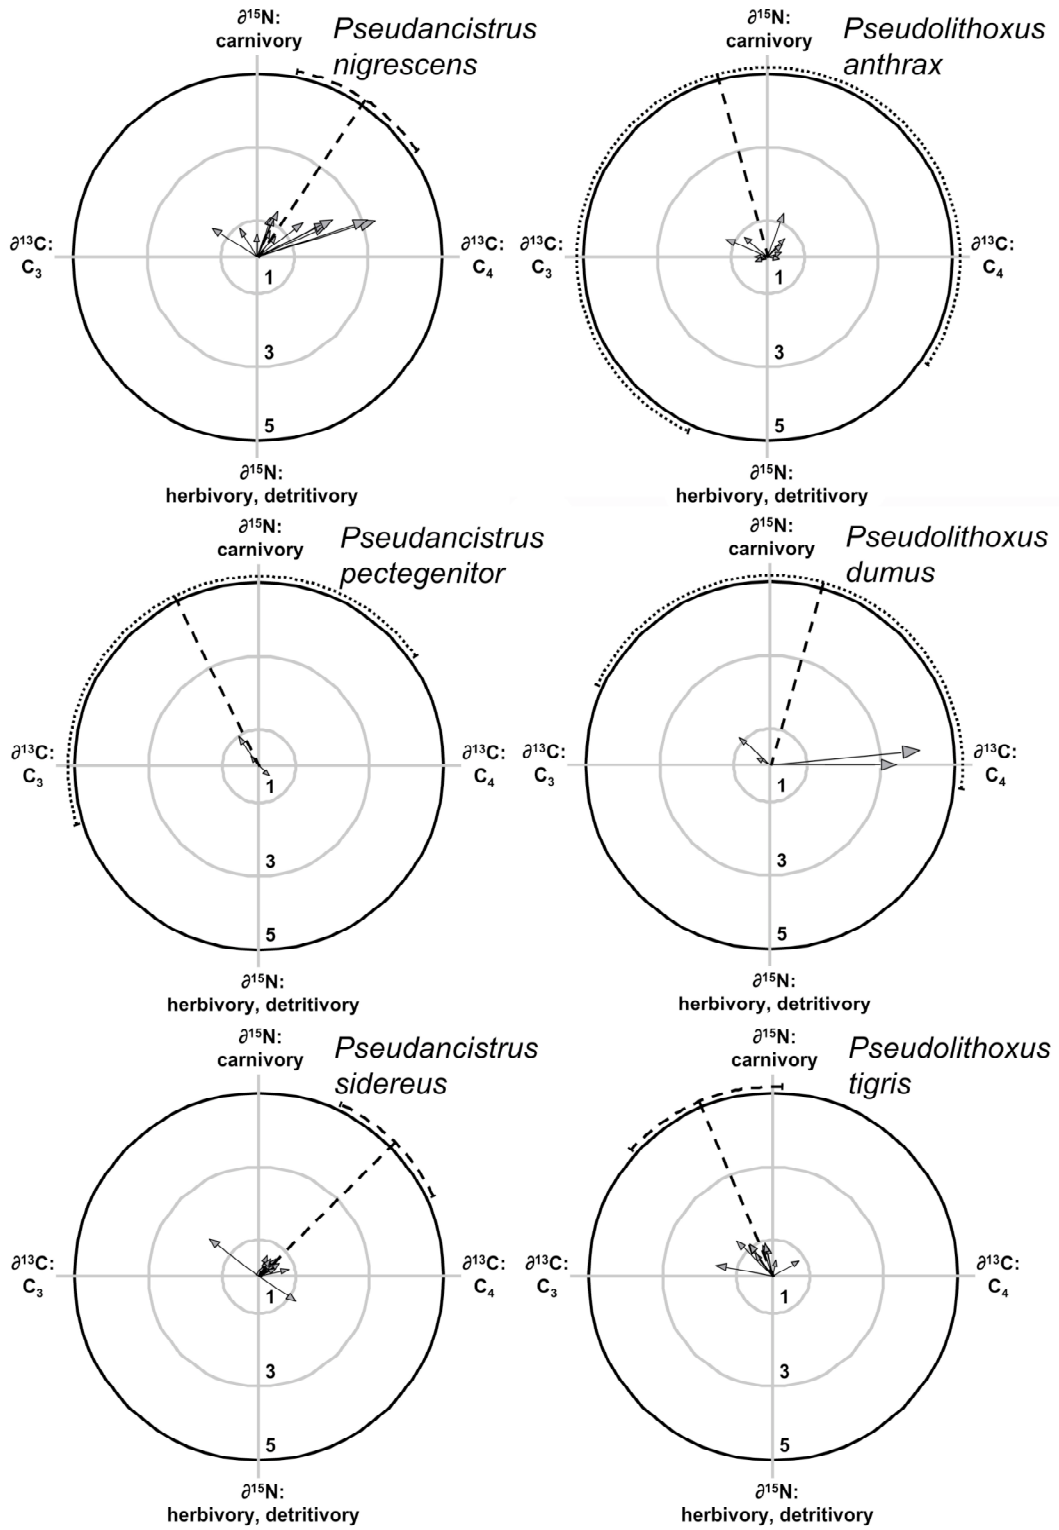 ∂¹⁵N:
carnivory
Pseudancistrus
nigrescens
∂¹³C:
C₃
∂¹³C:
C₄
1
3
5
∂¹⁵N:
herbivory, detritivory
∂¹⁵N:
carnivory
Pseudolithoxus
anthrax
∂¹³C:
C₃
∂¹³C:
C₄
1
3
5
∂¹⁵N:
herbivory, detritivory
∂¹⁵N:
carnivory
Pseudancistrus
pectegenitor
∂¹³C:
C₃
∂¹³C:
C₄
1
3
5
∂¹⁵N:
herbivory, detritivory
∂¹⁵N:
carnivory
Pseudolithoxus
dumus
∂¹³C:
C₃
∂¹³C:
C₄
1
3
5
∂¹⁵N:
herbivory, detritivory
∂¹⁵N:
carnivory
Pseudancistrus
sidereus
∂¹³C:
C₃
∂¹³C:
C₄
1
3
5
∂¹⁵N:
herbivory, detritivory
∂¹⁵N:
carnivory
Pseudolithoxus
tigris
∂¹³C:
C₃
∂¹³C:
C₄
1
3
5
∂¹⁵N:
herbivory, detritivory